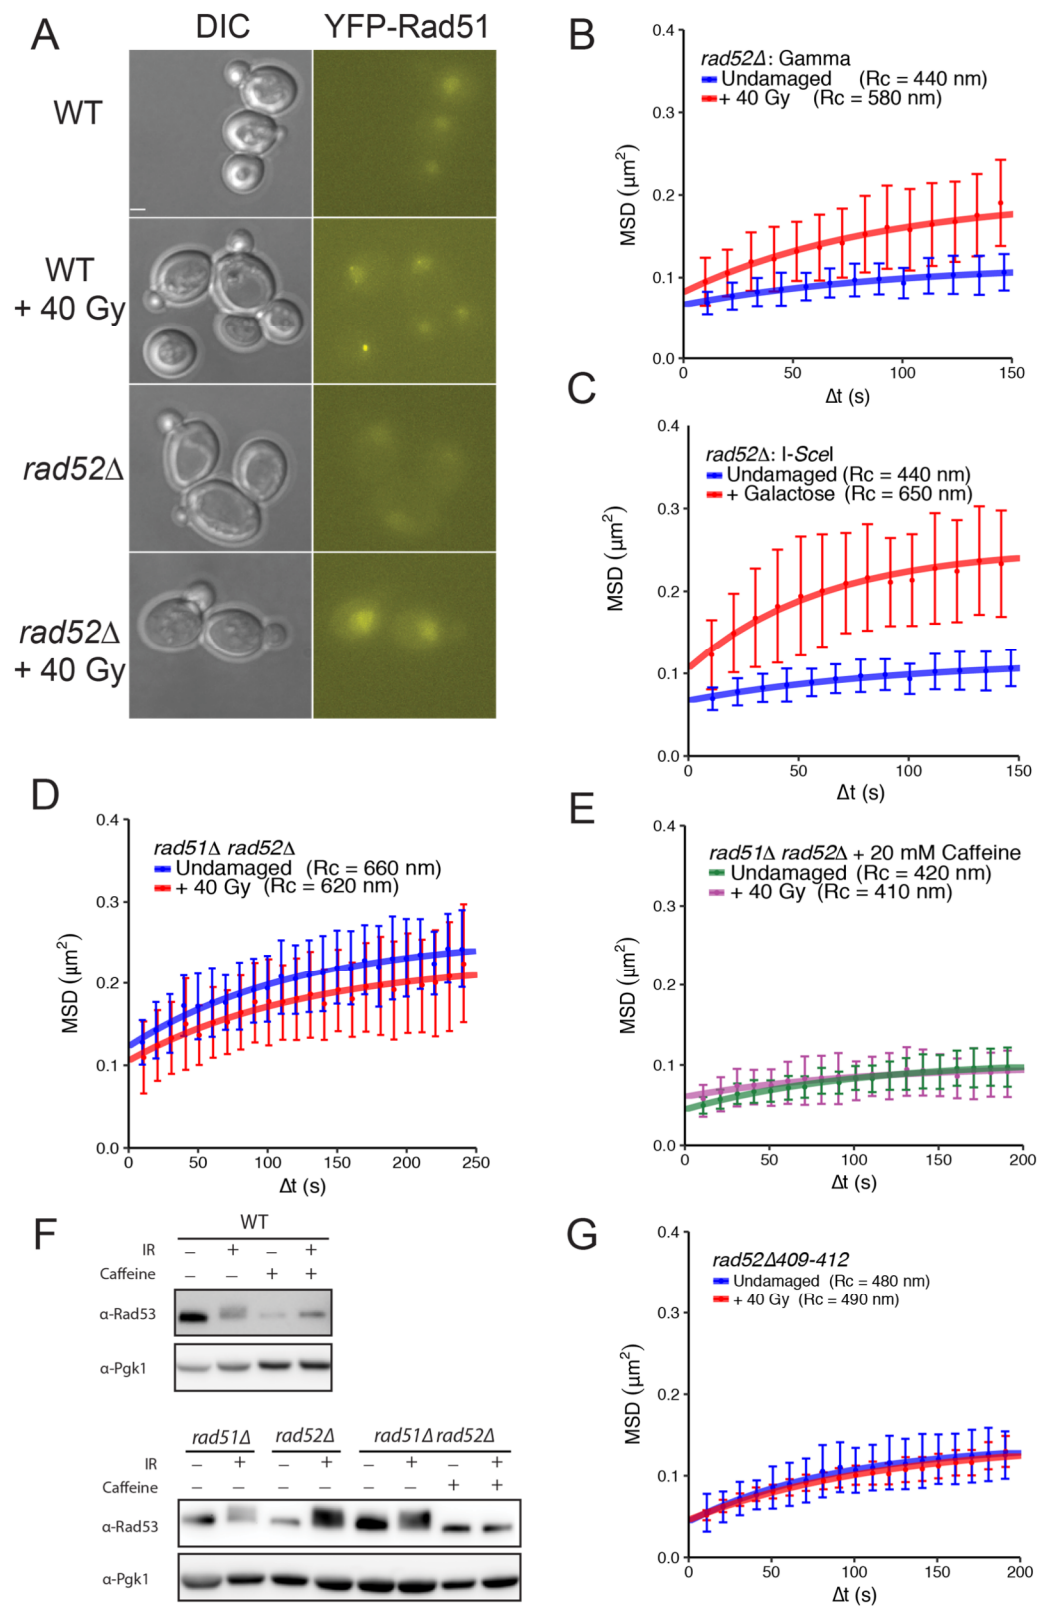 A
DIC
YFP-Rad51
WT
WT
+ 40 Gy
rad52Δ
rad52Δ
+ 40 Gy
B
0.4
0.3
0.2
0.1
0.0
MSD (μm²)
rad52Δ: Gamma
Undamaged (Rc = 440 nm)
+ 40 Gy (Rc = 580 nm)
0 50 100 150
Δt (s)
C
0.4
0.3
0.2
0.1
0.0
MSD (μm²)
rad52Δ: I-SceI
Undamaged (Rc = 440 nm)
+ Galactose (Rc = 650 nm)
0 50 100 150
Δt (s)
D
0.4
0.3
0.2
0.1
0.0
MSD (μm²)
rad51Δ rad52Δ
Undamaged (Rc = 660 nm)
+ 40 Gy (Rc = 620 nm)
0 50 100 150 200 250
Δt (s)
E
0.4
0.3
0.2
0.1
0.0
MSD (μm²)
rad51Δ rad52Δ + 20 mM Caffeine
Undamaged (Rc = 420 nm)
+ 40 Gy (Rc = 410 nm)
0 50 100 150 200
Δt (s)
F
WT
IR – + – +
Caffeine – – + +
α-Rad53
α-Pgk1
rad51Δ rad52Δ rad51Δ rad52Δ
IR – + – + – + – +
Caffeine – – – – – – + +
α-Rad53
α-Pgk1
G
0.4
0.3
0.2
0.1
0.0
MSD (μm²)
rad52Δ409-412
Undamaged (Rc = 480 nm)
+ 40 Gy (Rc = 490 nm)
0 50 100 150 200
Δt (s)